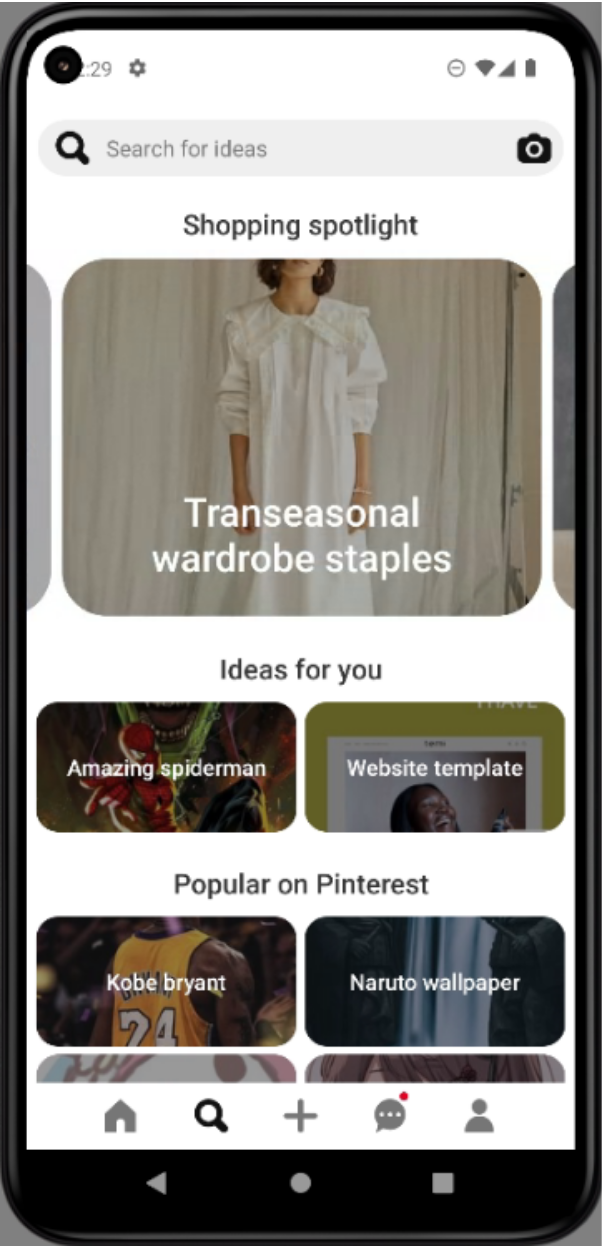 :29
Search for ideas
Shopping spotlight
Transeasonal
wardrobe staples
Ideas for you
Amazing spiderman
Website template
Popular on Pinterest
Kobe bryant
Naruto wallpaper
24